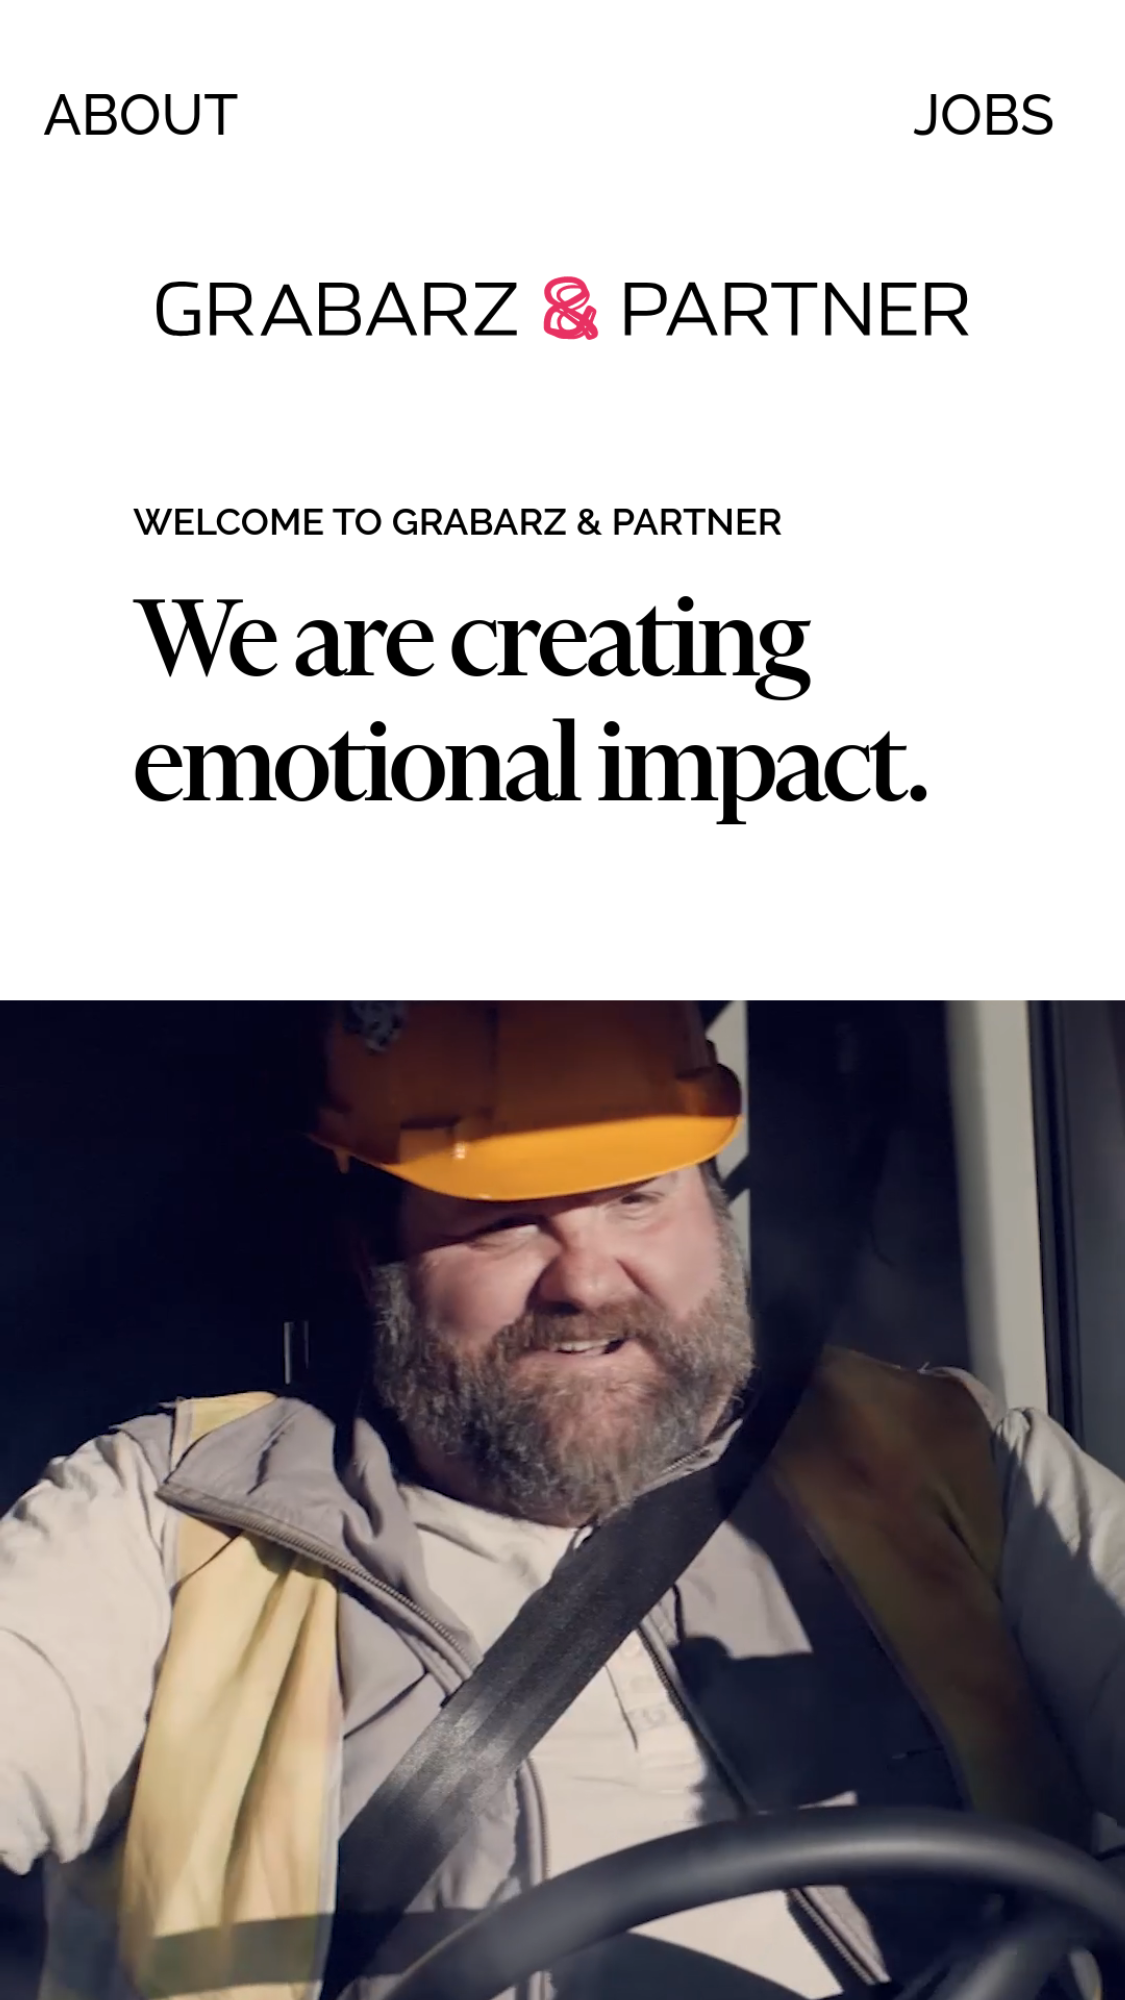 ABOUT
JOBS
GRABARZ & PARTNER
WELCOME TO GRABARZ & PARTNER
We are creating
emotional impact.